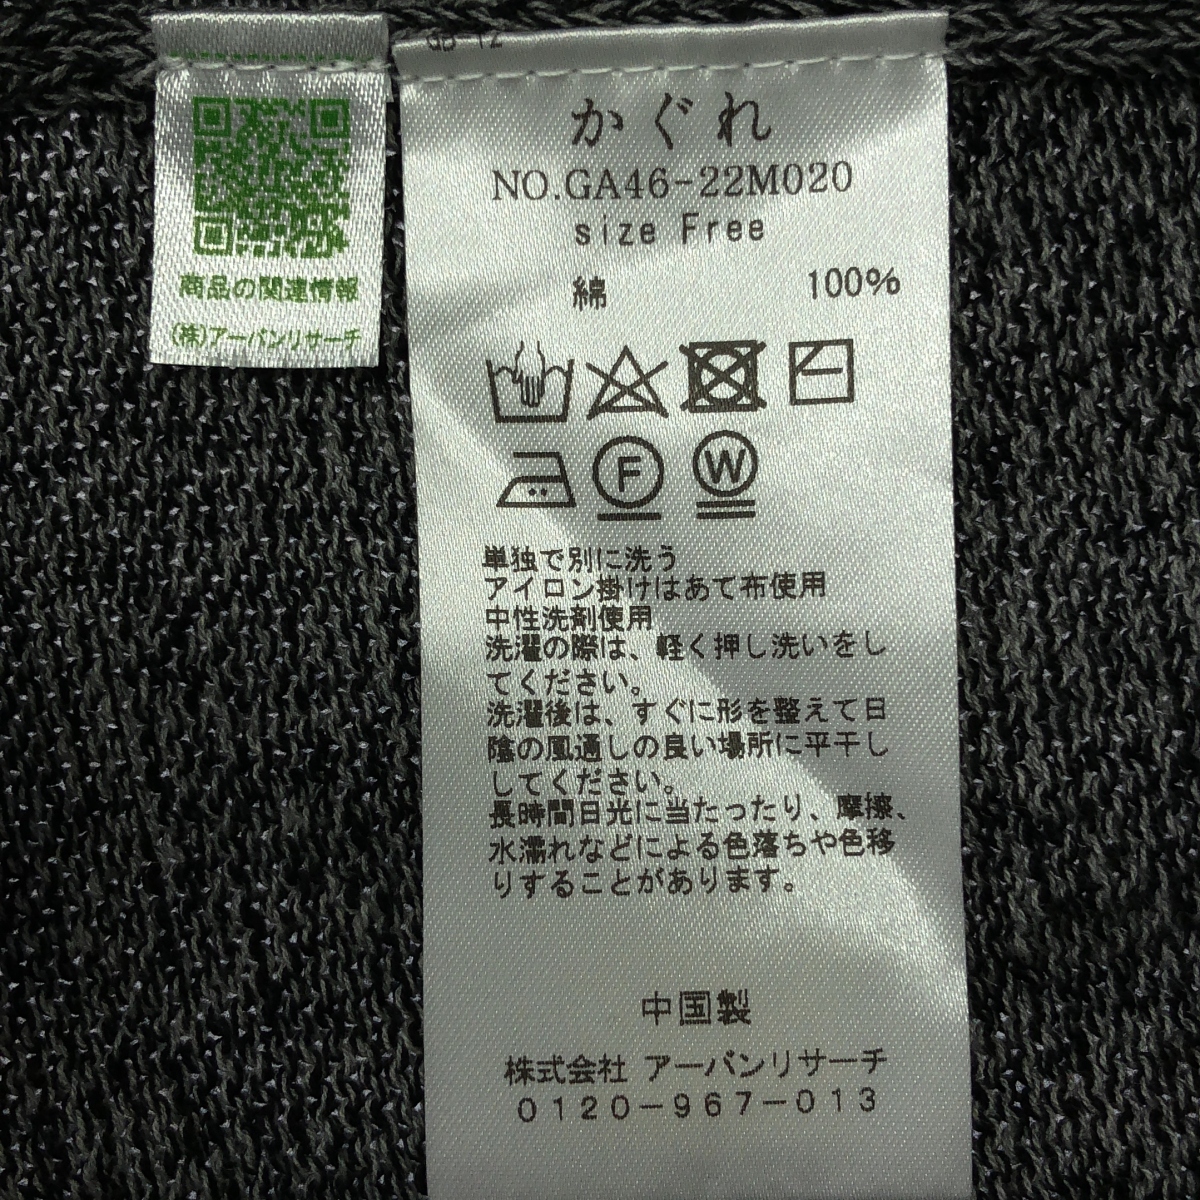 商品の関連情報
(株)アーバンリサーチ
かぐれ
NO.GA46-22M020
size Free
綿 100%
F W
単独で別に洗う
アイロン掛けはあて布使用
中性洗剤使用
洗濯の際は、軽く押し洗いをし
てください。
洗濯後は、すぐに形を整えて日
陰の風通しの良い場所に平干し
してください。
長時間日光に当たったり、摩擦、
水濡れなどによる色落ちや色移
りすることがあります。
中国製
株式会社 アーバンリサーチ
0120-967-013